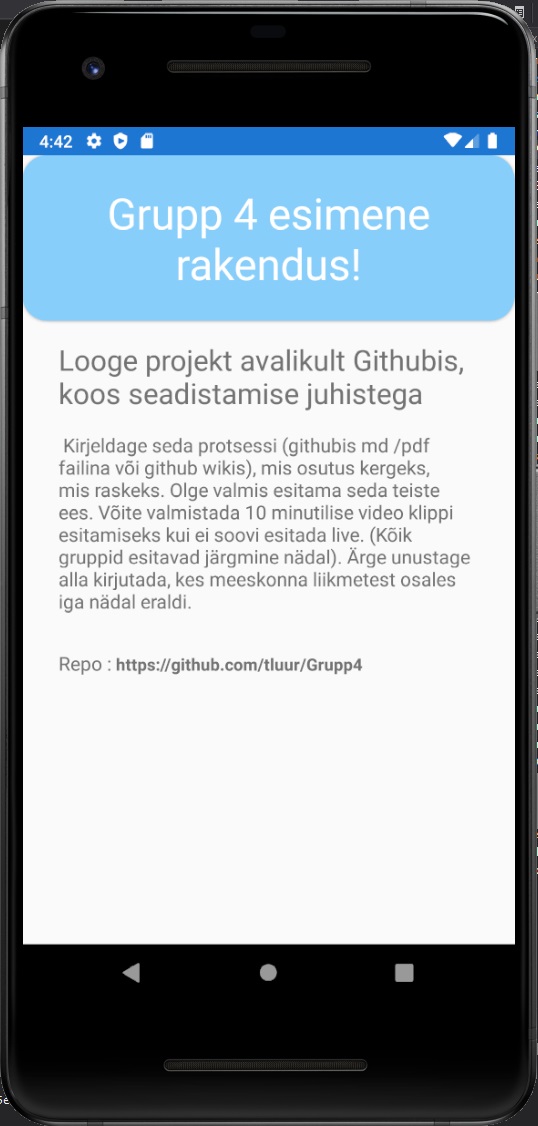 4:42
Grupp 4 esimene
rakendus!
Looge projekt avalikult Githubis,
koos seadistamise juhistega
Kirjeldage seda protsessi (githubis md /pdf
failina või github wikis), mis osutus kergeks,
mis raskeks. Olge valmis esitama seda teiste
ees. Võite valmistada 10 minutilise video klippi
esitamiseks kui ei soovi esitada live. (Kõik
gruppid esitavad järgmine nädal). Ärge unustage
alla kirjutada, kes meeskonna liikmetest osales
iga nädal eraldi.
Repo : https://github.com/tluur/Grupp4